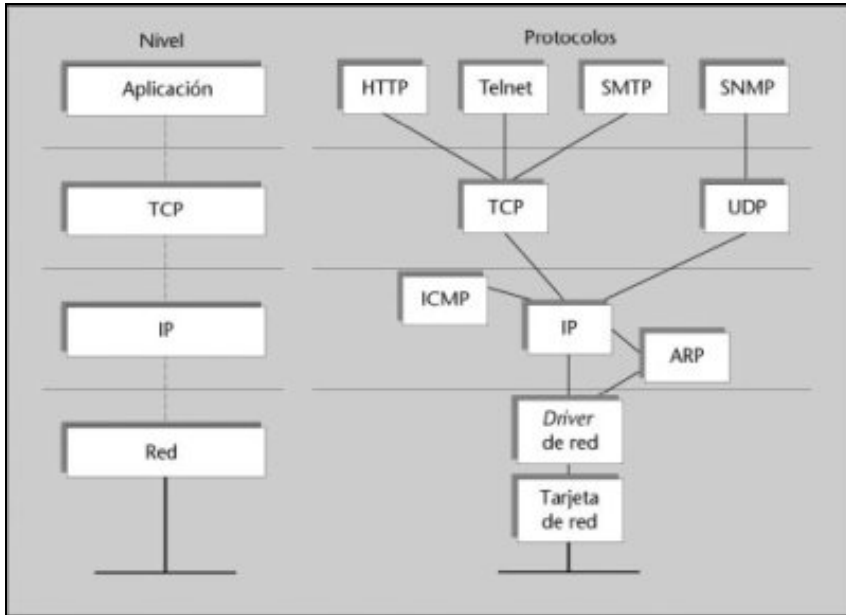 Nivel
Protocolos
Aplicación
HTTP
Telnet
SMTP
SNMP
TCP
TCP
UDP
ICMP
IP
IP
ARP
Red
Driver
de red
Tarjeta
de red